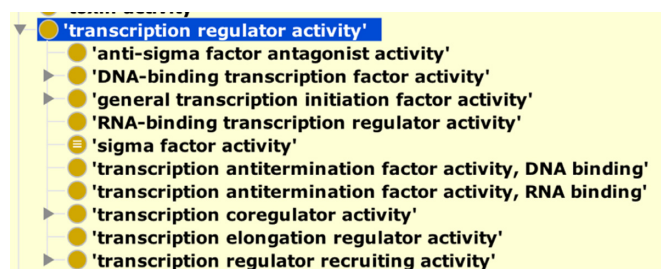 'transcription regulator activity'
'anti-sigma factor antagonist activity'
'DNA-binding transcription factor activity'
'general transcription initiation factor activity'
'RNA-binding transcription regulator activity'
'sigma factor activity'
'transcription antitermination factor activity, DNA binding'
'transcription antitermination factor activity, RNA binding'
'transcription coregulator activity'
'transcription elongation regulator activity'
'transcription regulator recruiting activity'